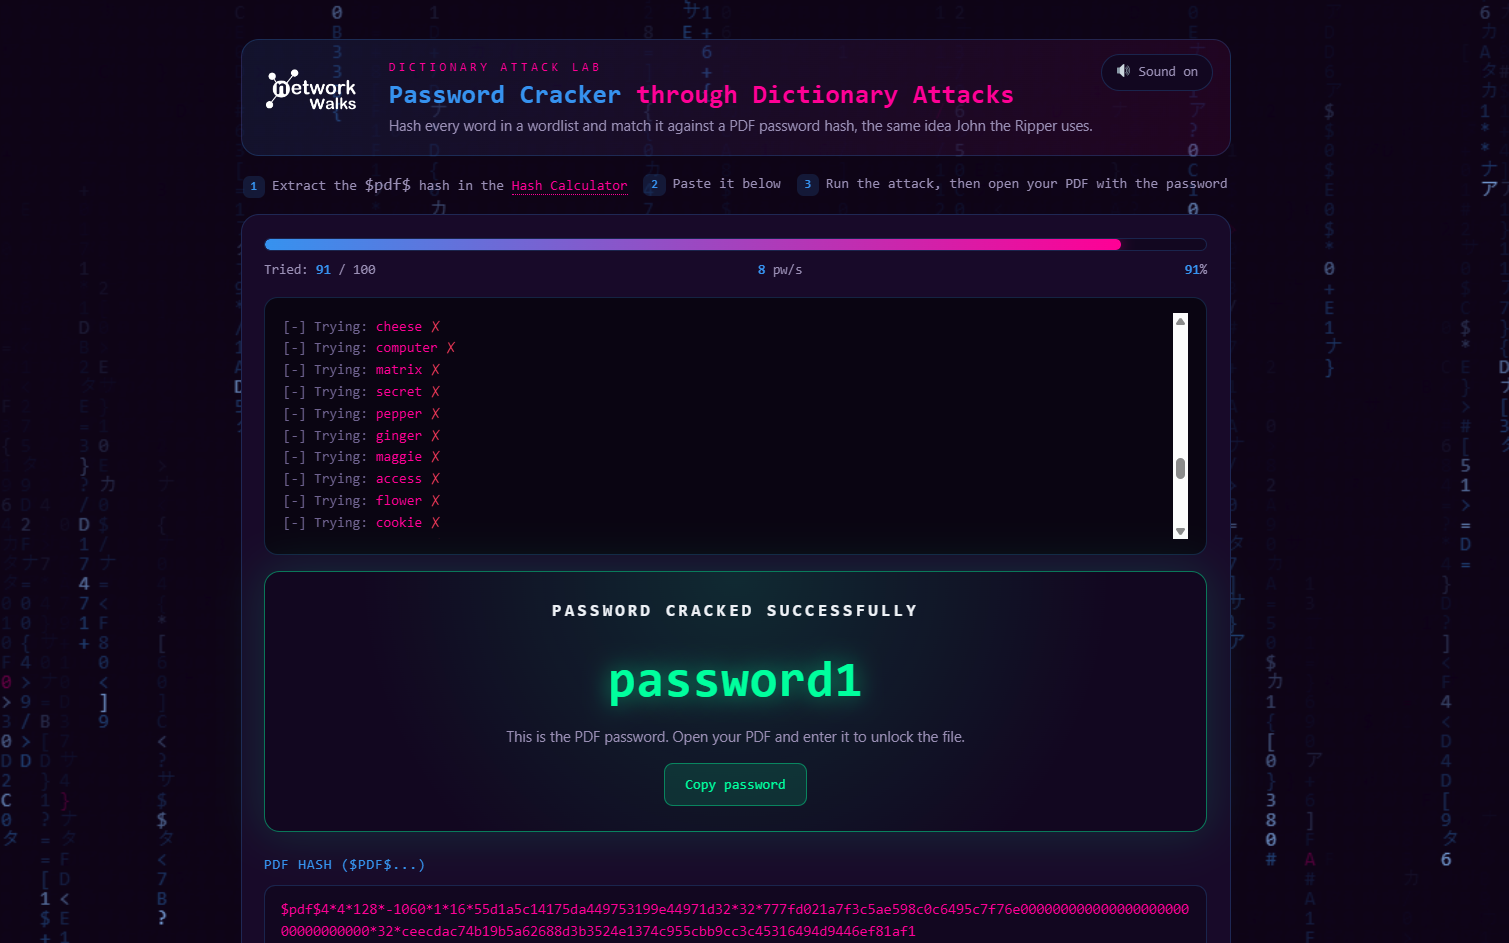 network
Walks
DICTIONARY ATTACK LAB
Password Cracker through Dictionary Attacks
Hash every word in a wordlist and match it against a PDF password hash, the same idea John the Ripper uses.
Sound on
1 Extract the $pdf$ hash in the Hash Calculator 2 Paste it below 3 Run the attack, then open your PDF with the password
Tried: 91 / 100 8 pw/s 91%
[-] Trying: cheese ✗
[-] Trying: computer ✗
[-] Trying: matrix ✗
[-] Trying: secret ✗
[-] Trying: pepper ✗
[-] Trying: ginger ✗
[-] Trying: maggie ✗
[-] Trying: access ✗
[-] Trying: flower ✗
[-] Trying: cookie ✗
PASSWORD CRACKED SUCCESSFULLY
password1
This is the PDF password. Open your PDF and enter it to unlock the file.
Copy password
PDF HASH ($PDF$...)
$pdf$4*4*128*-1060*1*16*55d1a5c14175da449753199e44971d32*32*777fd021a7f3c5ae598c0c6495c7f76e0000000000000000000000
0000000000*32*ceecdac74b19b5a62688d3b3524e1374c955cbb9cc3c45316494d9446ef81af1